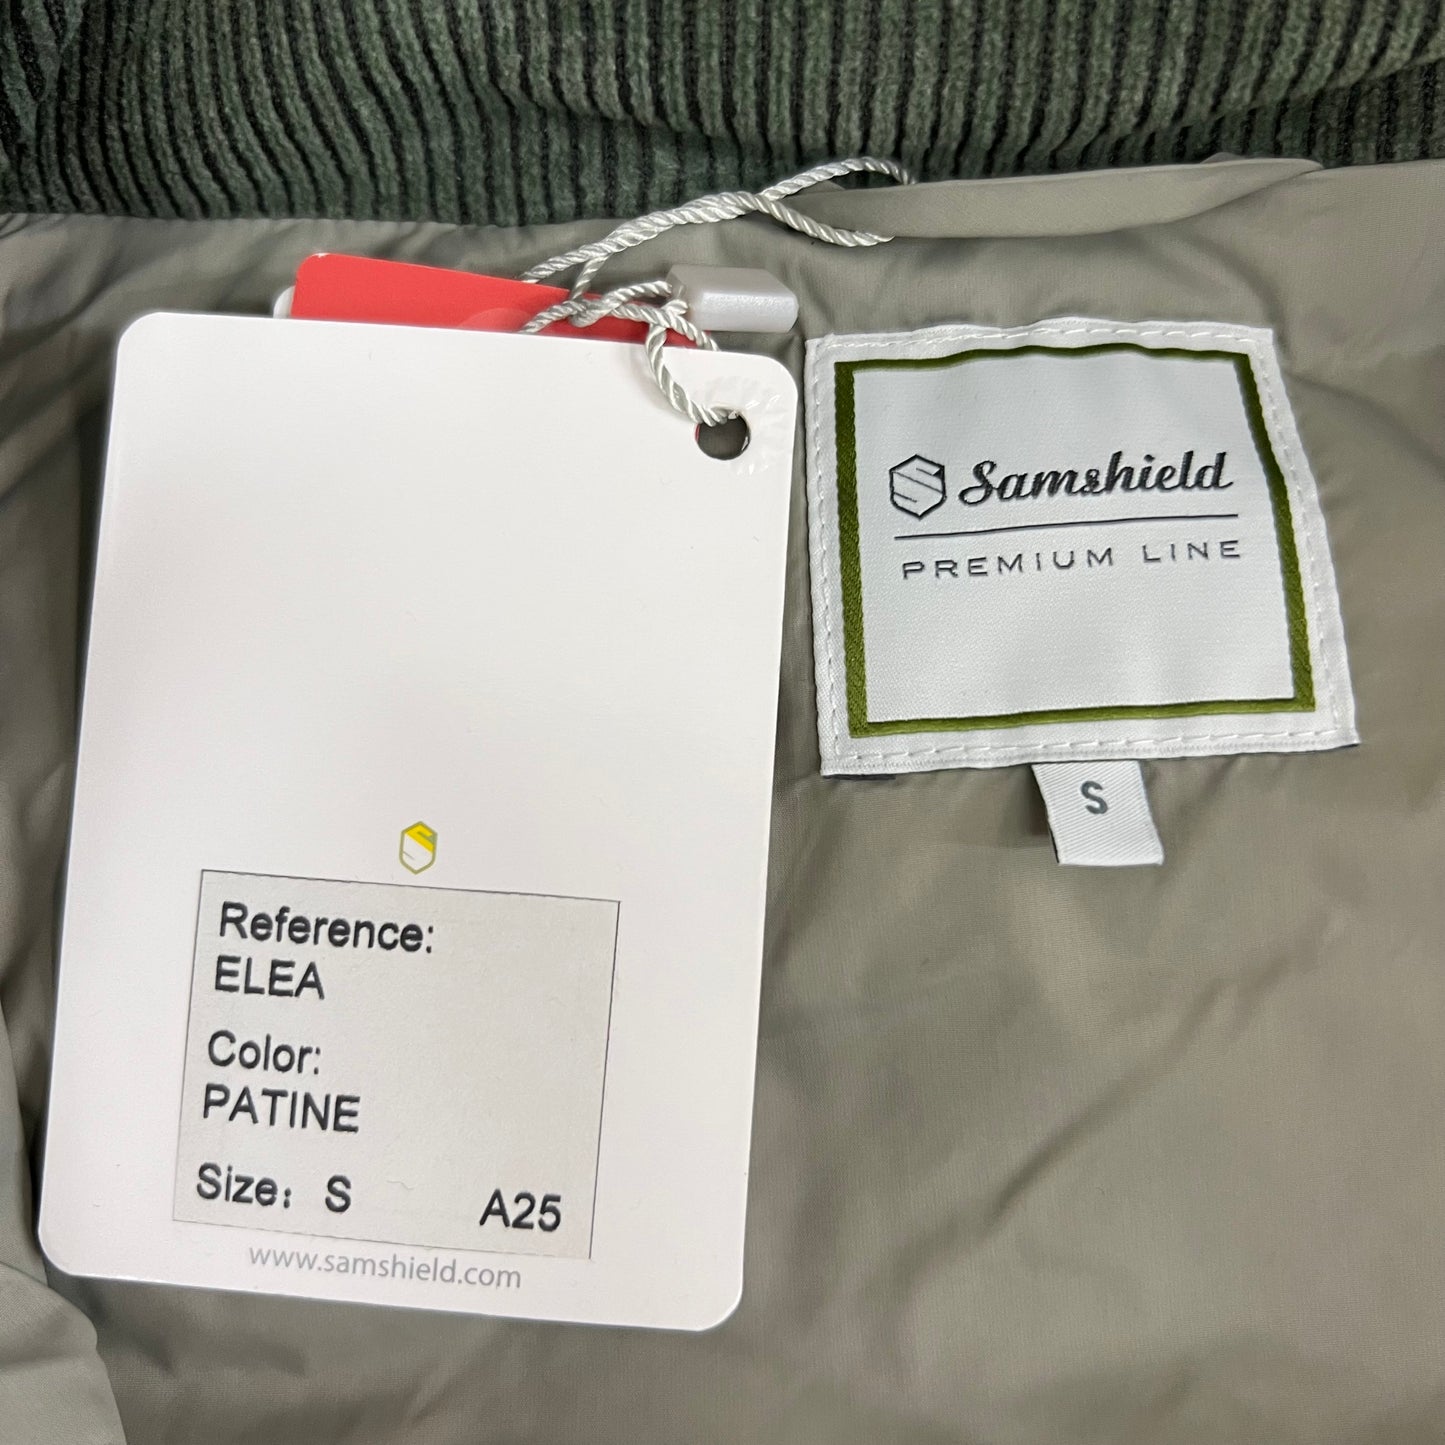 Samshield
PREMIUM LINE
S
Reference:
ELEA
Color:
PATINE
Size: S A25
www.samshield.com